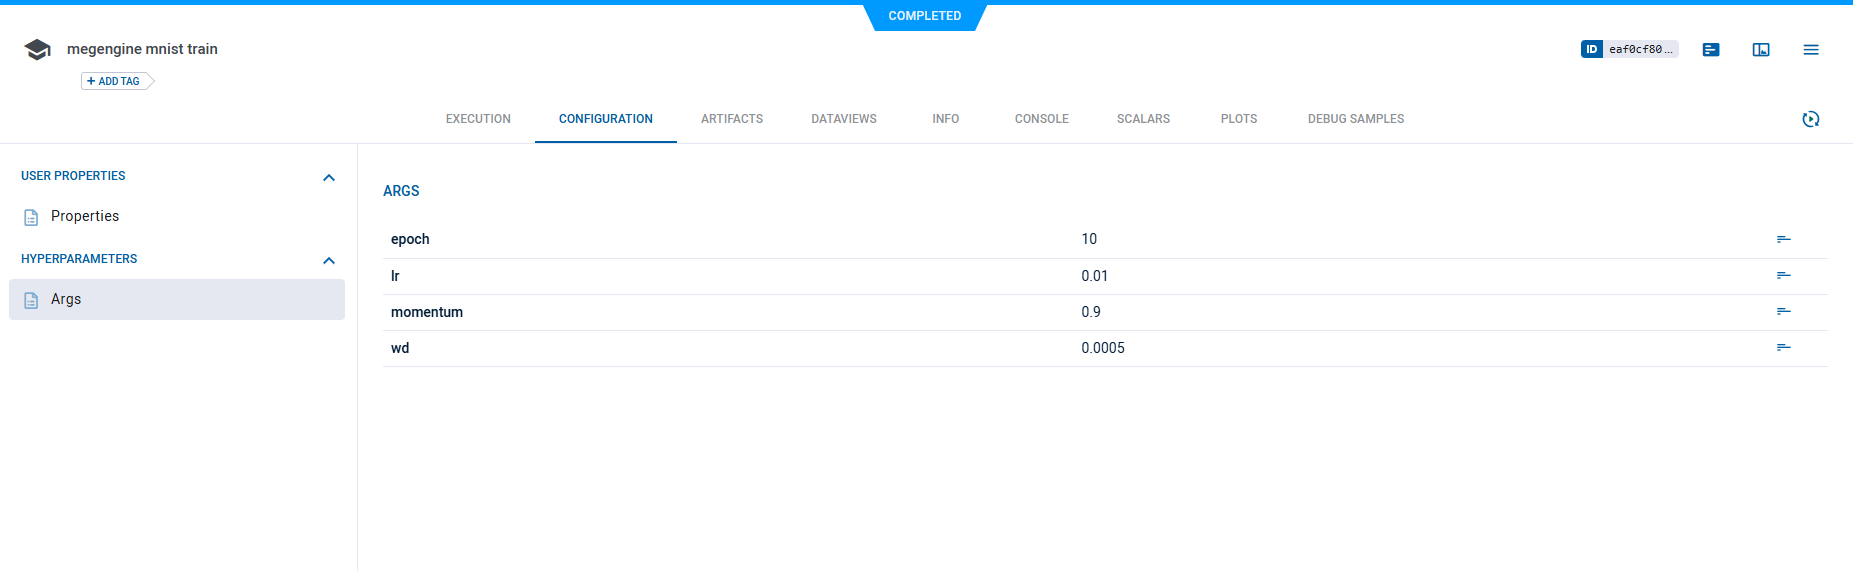 COMPLETED
megengine mnist train
ID eaf0cf80...
+ ADD TAG
EXECUTION CONFIGURATION ARTIFACTS DATAVIEWS INFO CONSOLE SCALARS PLOTS DEBUG SAMPLES
USER PROPERTIES
Properties
HYPERPARAMETERS
Args
ARGS
epoch 10
lr 0.01
momentum 0.9
wd 0.0005